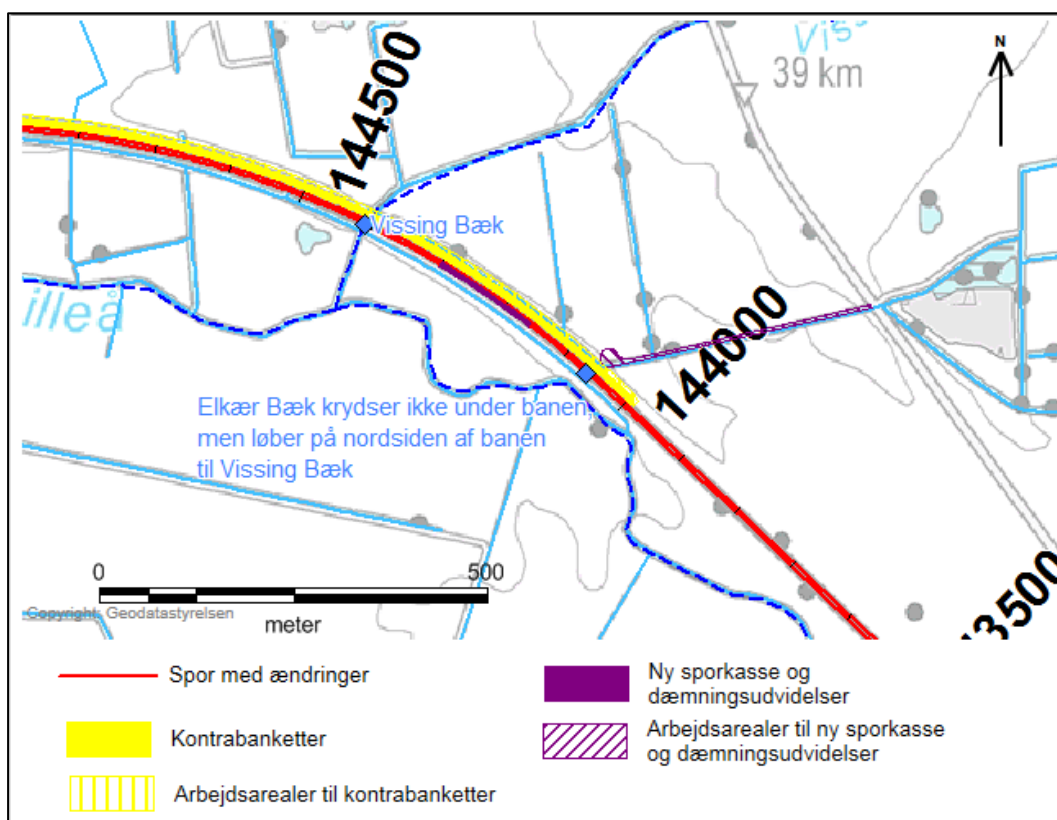 Viss
39 km
N
144500
Vissing Bæk
illeå
144000
Elkær Bæk krydser ikke under banen,
men løber på nordsiden af banen
til Vissing Bæk
0 500
Copyright: Geodatastyrelsen
meter
3500
Spor med ændringer
Kontrabanketter
Arbejdsarealer til kontrabanketter
Ny sporkasse og
dæmningsudvidelser
Arbejdsarealer til ny sporkasse
og dæmningsudvidelser